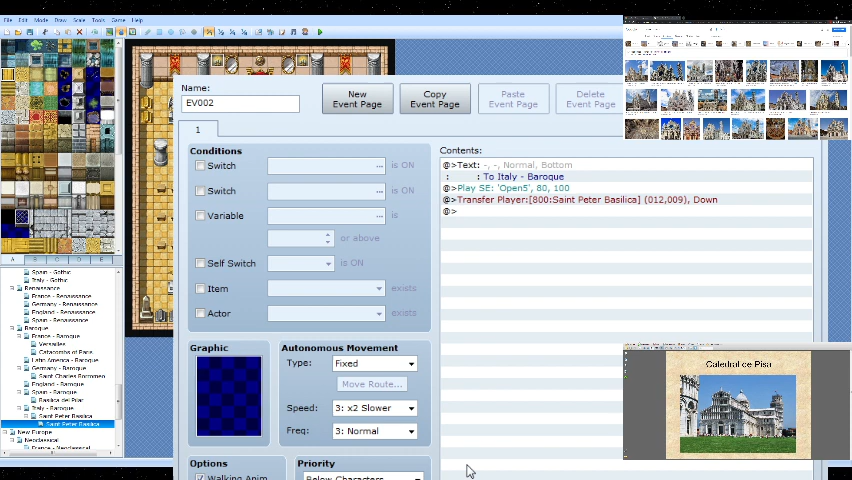 File Edit Mode Draw Scale Tools Game Help
Name:
EV002
New Event Page
Copy Event Page
Paste Event Page
Delete Event Page
1
Conditions
Switch ... is ON
Switch ... is ON
Variable ... is
or above
Self Switch is ON
Item exists
Actor exists
Graphic
Autonomous Movement
Type: Fixed
Move Route...
Speed: 3: x2 Slower
Freq: 3: Normal
Options
Walking Anim.
Priority
Below Characters
Contents:
@>Text: -, -, Normal, Bottom
: : To Italy - Baroque
@>Play SE: 'Open5', 80, 100
@>Transfer Player:[800:Saint Peter Basilica] (012,009), Down
@>
A B C D E
Spain - Gothic
Italy - Gothic
Renaissance
France - Renaissance
Germany - Renaissance
England - Renaissance
Spain - Renaissance
Baroque
France - Baroque
Versailles
Catacombs of Paris
Latin America - Baroque
Germany - Baroque
Saint Charles Borromeo
England - Baroque
Spain - Baroque
Basilica del Pilar
Italy - Baroque
Saint Peter Basilica
Saint Peter Basilica
New Europe
Neoclassical
France - Neoclassical
Catedral de Pisa